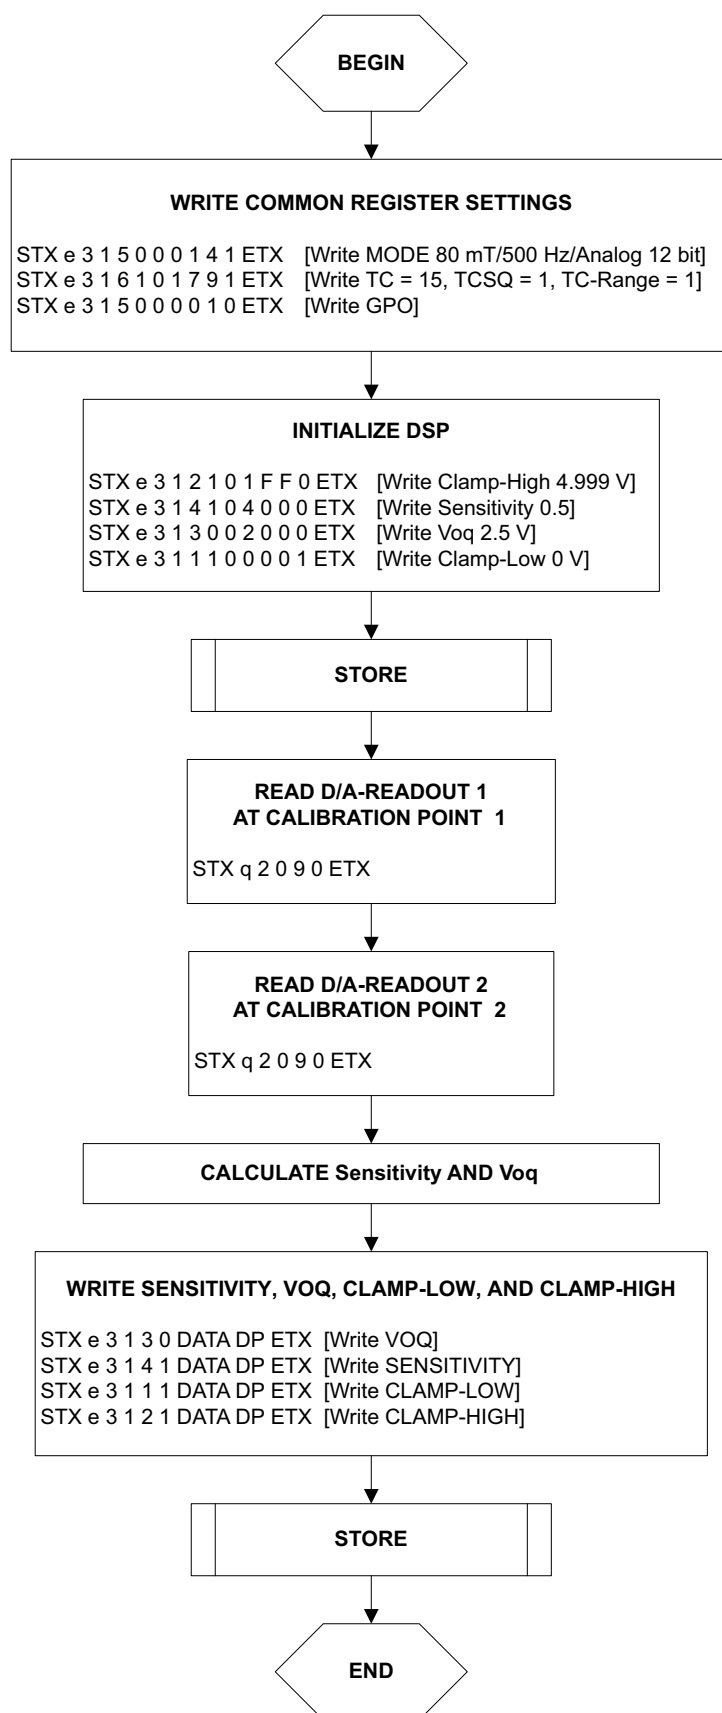 BEGIN
WRITE COMMON REGISTER SETTINGS
STX e 3 1 5 0 0 0 1 4 1 ETX [Write MODE 80 mT/500 Hz/Analog 12 bit]
STX e 3 1 6 1 0 1 7 9 1 ETX [Write TC = 15, TCSQ = 1, TC-Range = 1]
STX e 3 1 5 0 0 0 0 1 0 ETX [Write GPO]
INITIALIZE DSP
STX e 3 1 2 1 0 1 F F 0 ETX [Write Clamp-High 4.999 V]
STX e 3 1 4 1 0 4 0 0 0 ETX [Write Sensitivity 0.5]
STX e 3 1 3 0 0 2 0 0 0 ETX [Write Voq 2.5 V]
STX e 3 1 1 1 0 0 0 0 1 ETX [Write Clamp-Low 0 V]
STORE
READ D/A-READOUT 1
AT CALIBRATION POINT 1
STX q 2 0 9 0 ETX
READ D/A-READOUT 2
AT CALIBRATION POINT 2
STX q 2 0 9 0 ETX
CALCULATE Sensitivity AND Voq
WRITE SENSITIVITY, VOQ, CLAMP-LOW, AND CLAMP-HIGH
STX e 3 1 3 0 DATA DP ETX [Write VOQ]
STX e 3 1 4 1 DATA DP ETX [Write SENSITIVITY]
STX e 3 1 1 1 DATA DP ETX [Write CLAMP-LOW]
STX e 3 1 2 1 DATA DP ETX [Write CLAMP-HIGH]
STORE
END